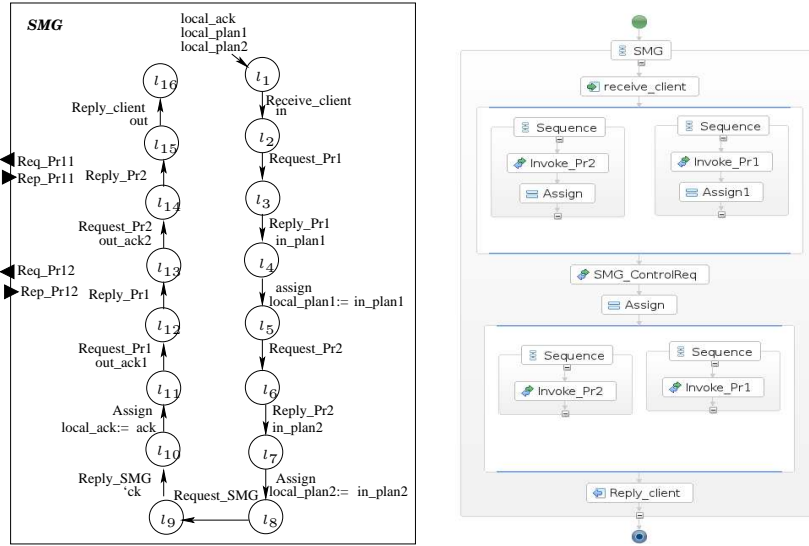 SMG
local_ack
local_plan1
local_plan2
l1
Receive_client
in
l2
Request_Pr1
l3
Reply_Pr1
in_plan1
l4
assign
local_plan1:= in_plan1
l5
Request_Pr2
l6
Reply_Pr2
in_plan2
l7
Assign
local_plan2:= in_plan2
l8
Request_SMG
l9
Reply_SMG
'ck
l10
Assign
local_ack:= ack
l11
Request_Pr1
out_ack1
l12
Reply_Pr1
l13
Request_Pr2
out_ack2
l14
Reply_Pr2
l15
Reply_client
out
l16
Req_Pr11
Rep_Pr11
Req_Pr12
Rep_Pr12
SMG
receive_client
Sequence
Invoke_Pr2
Assign
Sequence
Invoke_Pr1
Assign1
SMG_ControlReq
Assign
Sequence
Invoke_Pr2
Sequence
Invoke_Pr1
Reply_client